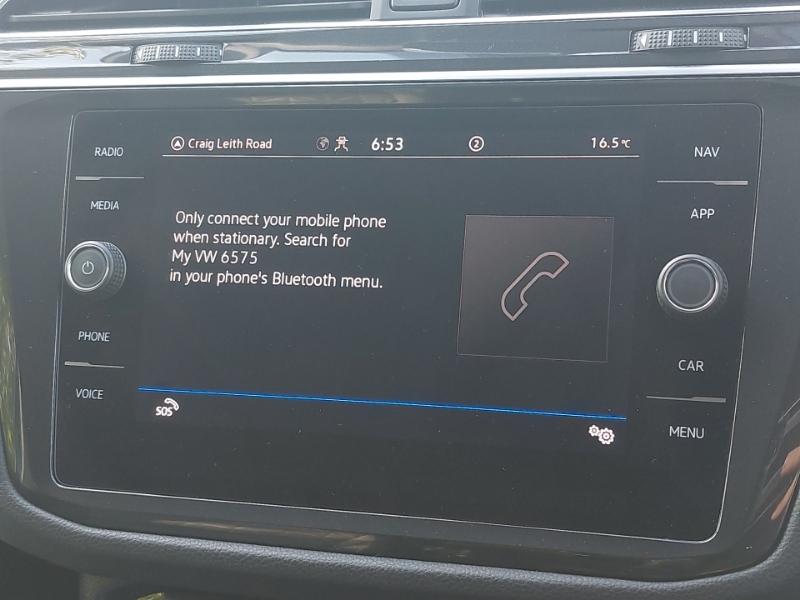 RADIO
MEDIA
PHONE
VOICE
Craig Leith Road
6:53
2
16.5°C
Only connect your mobile phone
when stationary. Search for
My VW 6575
in your phone's Bluetooth menu.
SOS
NAV
APP
CAR
MENU